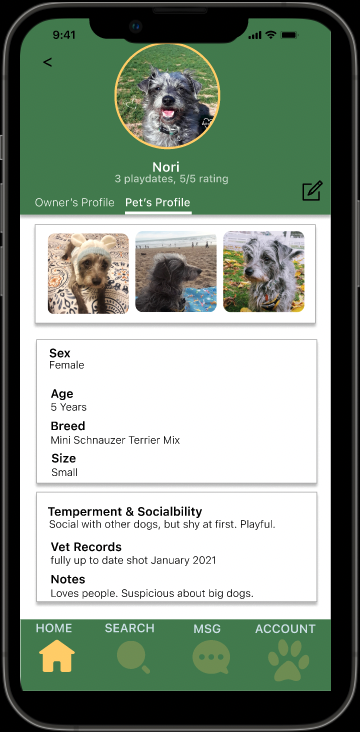 9:41
<
Nori
3 playdates, 5/5 rating
Owner's Profile Pet's Profile
Sex
Female
Age
5 Years
Breed
Mini Schnauzer Terrier Mix
Size
Small
Temperment & Socialbility
Social with other dogs, but shy at first. Playful.
Vet Records
fully up to date shot January 2021
Notes
Loves people. Suspicious about big dogs.
HOME SEARCH MSG ACCOUNT